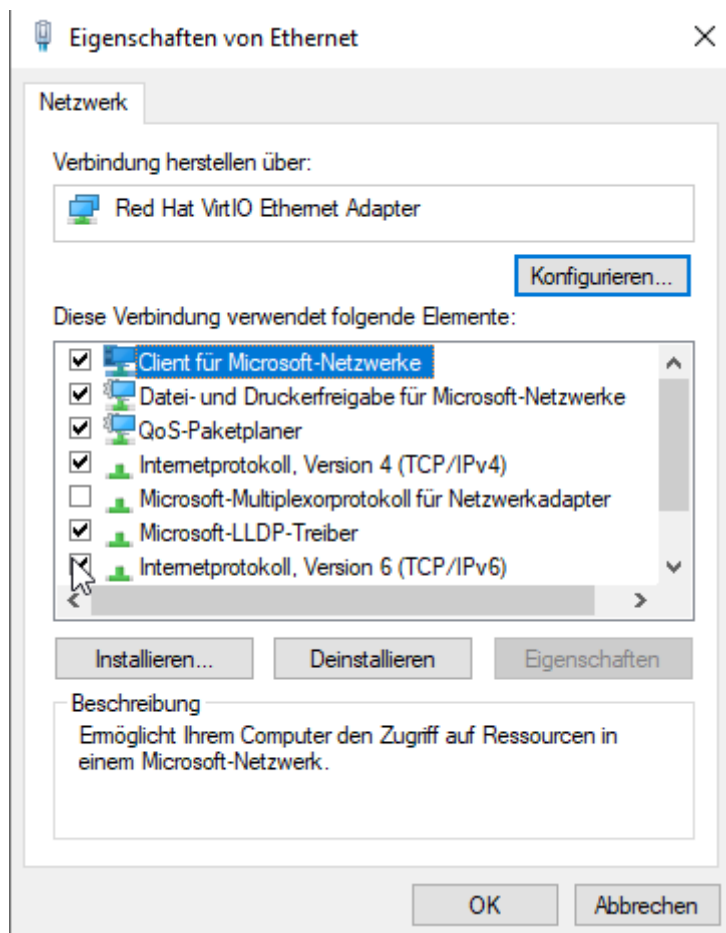 Eigenschaften von Ethernet
Netzwerk
Verbindung herstellen über:
Red Hat VirtIO Ethernet Adapter
Konfigurieren...
Diese Verbindung verwendet folgende Elemente:
Client für Microsoft-Netzwerke
Datei- und Druckerfreigabe für Microsoft-Netzwerke
QoS-Paketplaner
Internetprotokoll, Version 4 (TCP/IPv4)
Microsoft-Multiplexorprotokoll für Netzwerkadapter
Microsoft-LLDP-Treiber
Internetprotokoll, Version 6 (TCP/IPv6)
Installieren... Deinstallieren Eigenschaften
Beschreibung
Ermöglicht Ihrem Computer den Zugriff auf Ressourcen in
einem Microsoft-Netzwerk.
OK Abbrechen